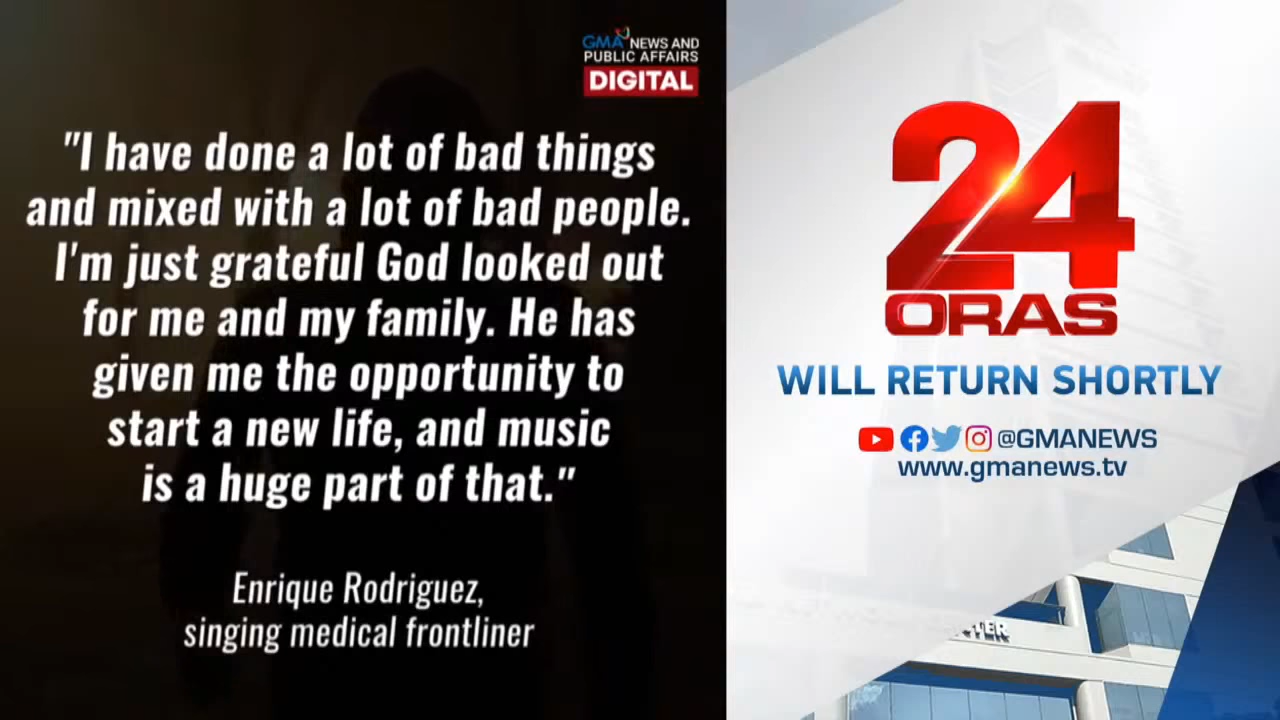 GMA NEWS AND
PUBLIC AFFAIRS
DIGITAL
"I have done a lot of bad things
and mixed with a lot of bad people.
I'm just grateful God looked out
for me and my family. He has
given me the opportunity to
start a new life, and music
is a huge part of that."
Enrique Rodriguez,
singing medical frontliner
24
ORAS
WILL RETURN SHORTLY
@GMANEWS
www.gmanews.tv